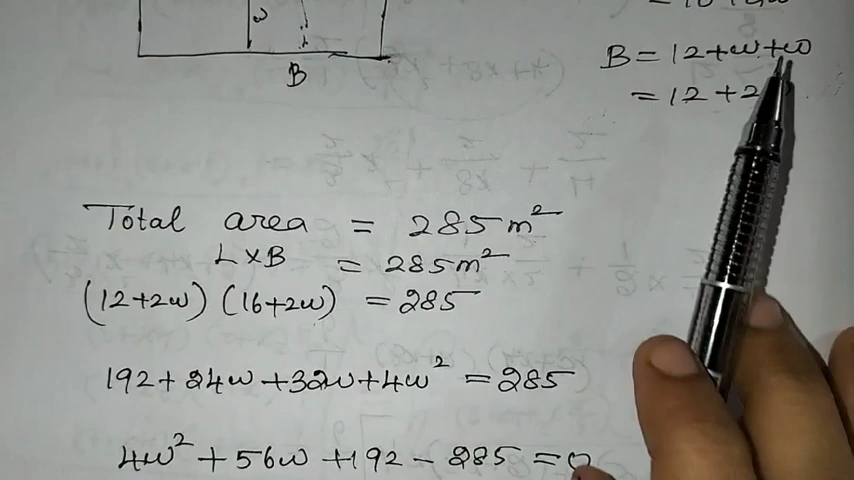 w
B
B = 12+w+w
= 12 + 2
Total area = 285 m²
L × B = 285 m²
(12+2w) (16+2w) = 285
192 + 24w + 32w + 4w² = 285
4w² + 56w + 192 - 285 = 0